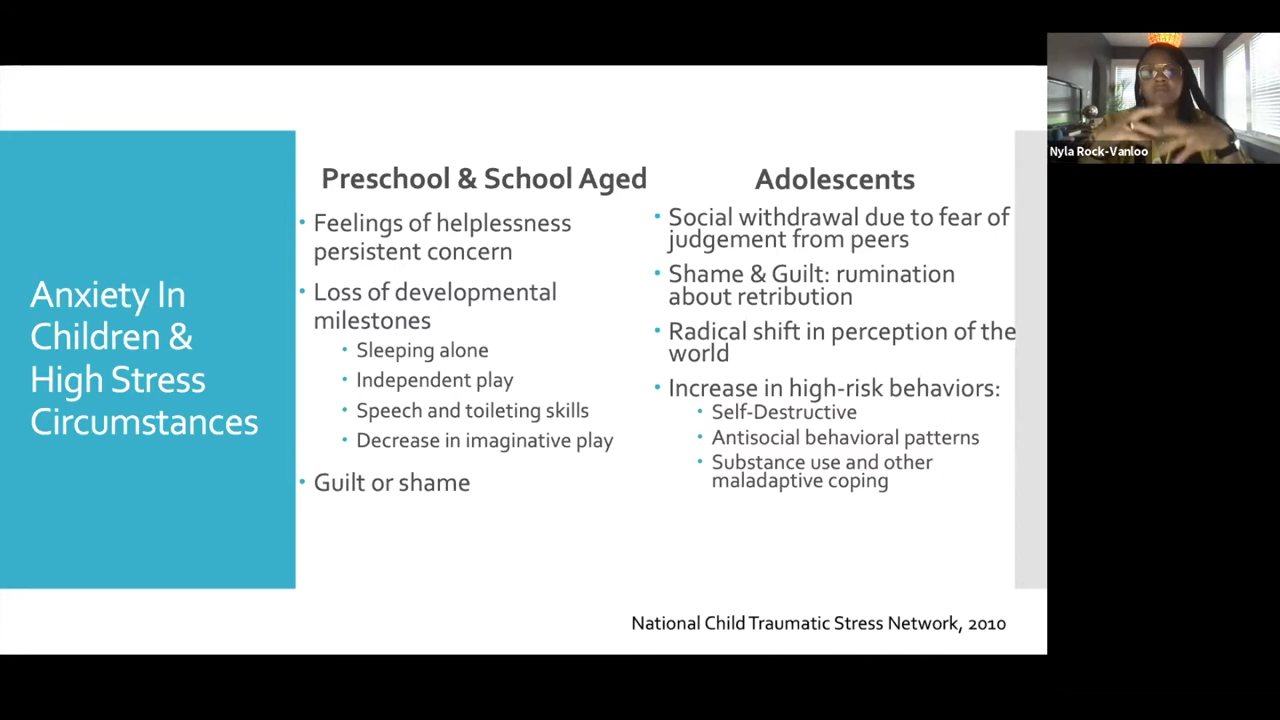 Anxiety In
Children &
High Stress
Circumstances
Preschool & School Aged
• Feelings of helplessness
persistent concern
• Loss of developmental
milestones
• Sleeping alone
• Independent play
• Speech and toileting skills
• Decrease in imaginative play
• Guilt or shame
Adolescents
• Social withdrawal due to fear of
judgement from peers
• Shame & Guilt: rumination
about retribution
• Radical shift in perception of the
world
• Increase in high-risk behaviors:
• Self-Destructive
• Antisocial behavioral patterns
• Substance use and other
maladaptive coping
National Child Traumatic Stress Network, 2010
Nyla Rock-Vanloo